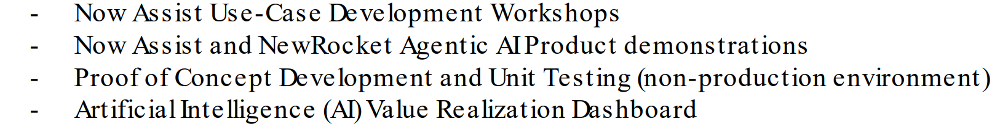 - Now Assist Use-Case Development Workshops
- Now Assist and NewRocket Agentic AI Product demonstrations
- Proof of Concept Development and Unit Testing (non-production environment)
- Artificial Intelligence (AI) Value Realization Dashboard